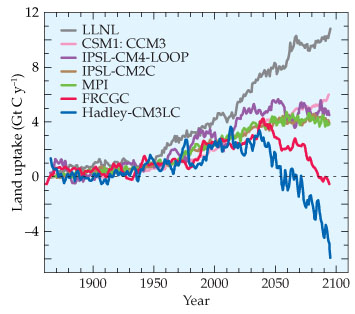 12
8
4
0
−4
Land uptake (Gt C y⁻¹)
LLNL
CSM1: CCM3
IPSL-CM4-LOOP
IPSL-CM2C
MPI
FRCGC
Hadley-CM3LC
1900 1950 2000 2050 2100
Year